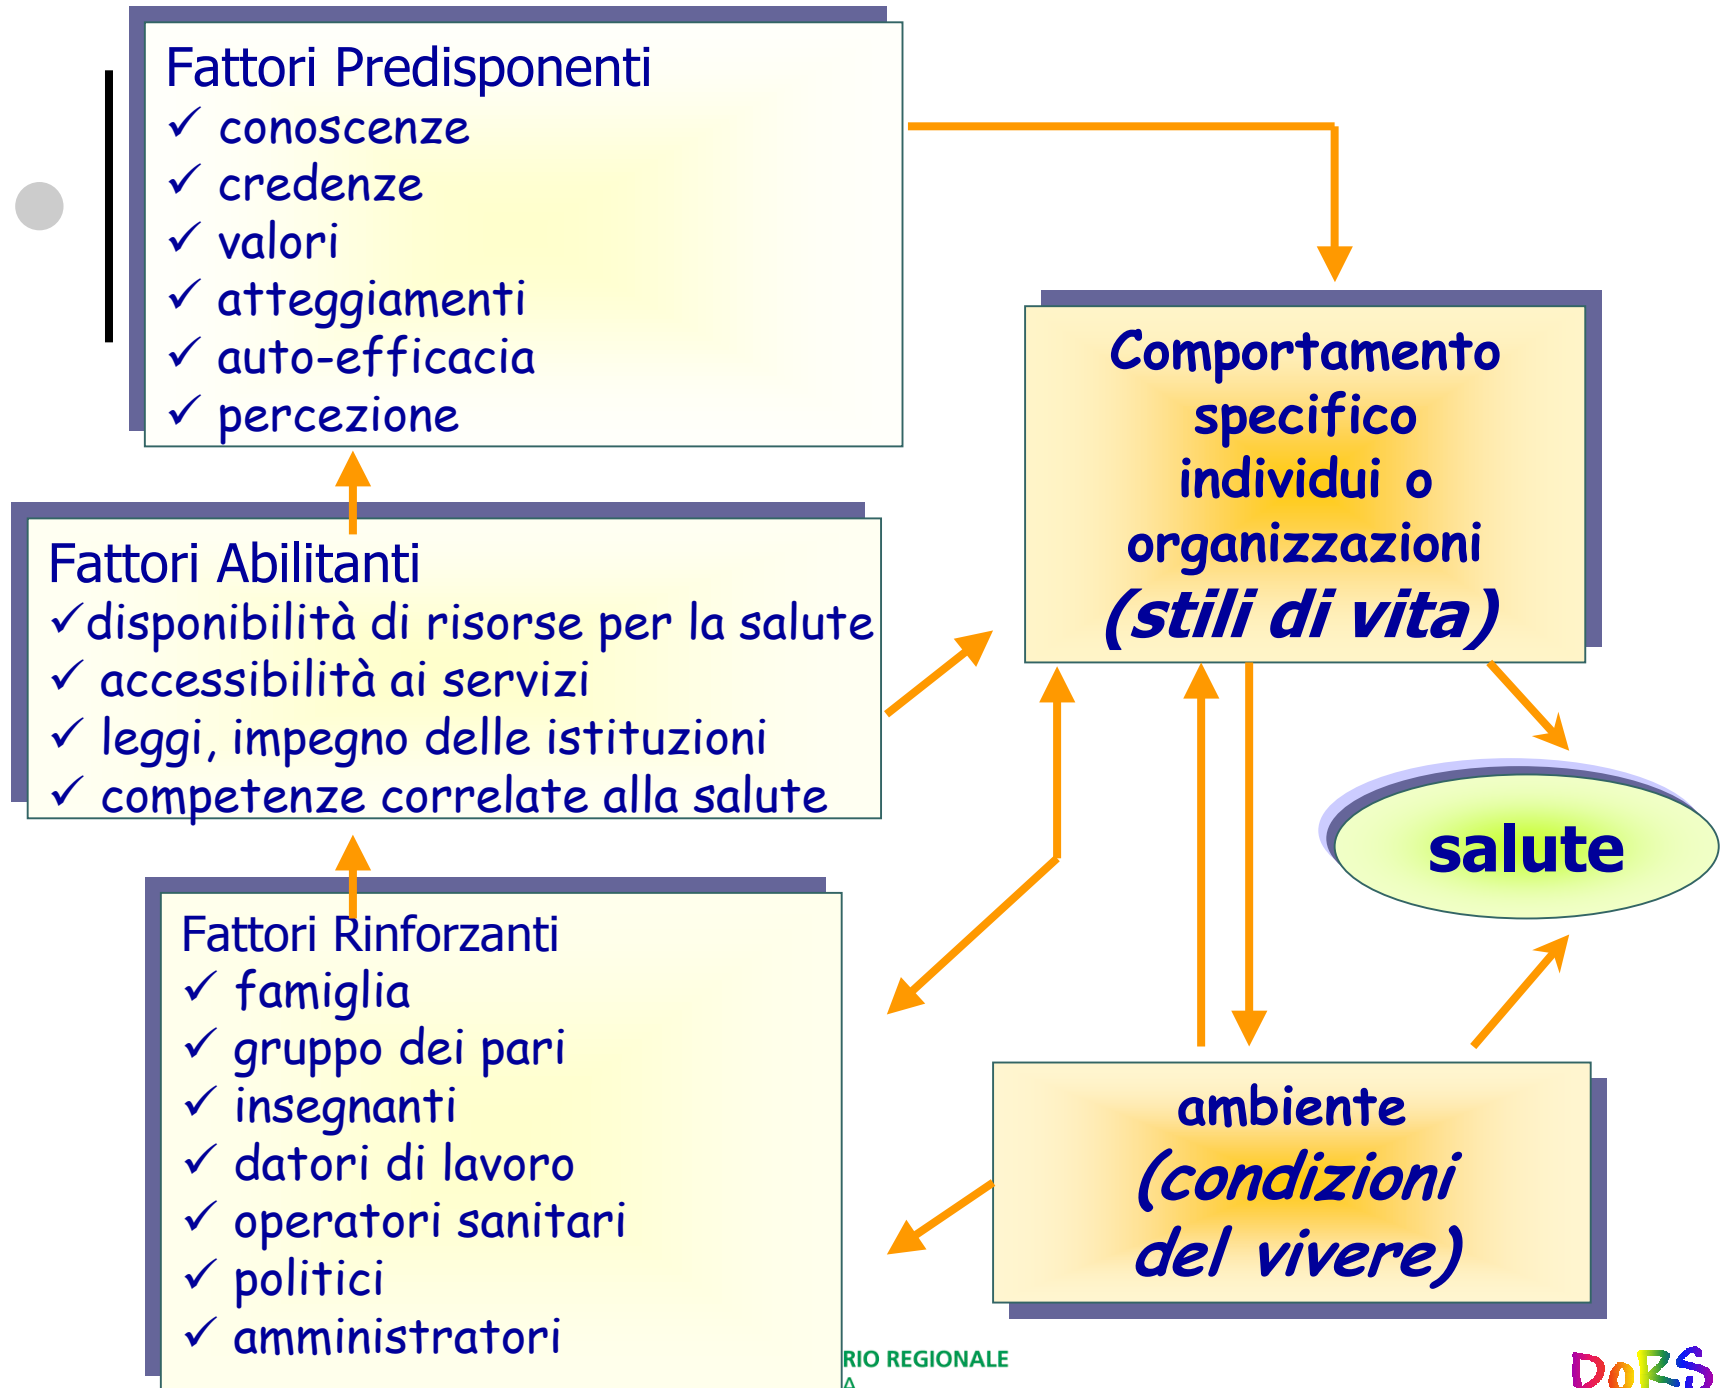 Fattori Predisponenti
✓ conoscenze
✓ credenze
✓ valori
✓ atteggiamenti
✓ auto-efficacia
✓ percezione
Fattori Abilitanti
✓disponibilità di risorse per la salute
✓ accessibilità ai servizi
✓ leggi, impegno delle istituzioni
✓ competenze correlate alla salute
Fattori Rinforzanti
✓ famiglia
✓ gruppo dei pari
✓ insegnanti
✓ datori di lavoro
✓ operatori sanitari
✓ politici
✓ amministratori
Comportamento
specifico
individui o
organizzazioni
(stili di vita)
salute
ambiente
(condizioni
del vivere)
RIO REGIONALE
DoRS